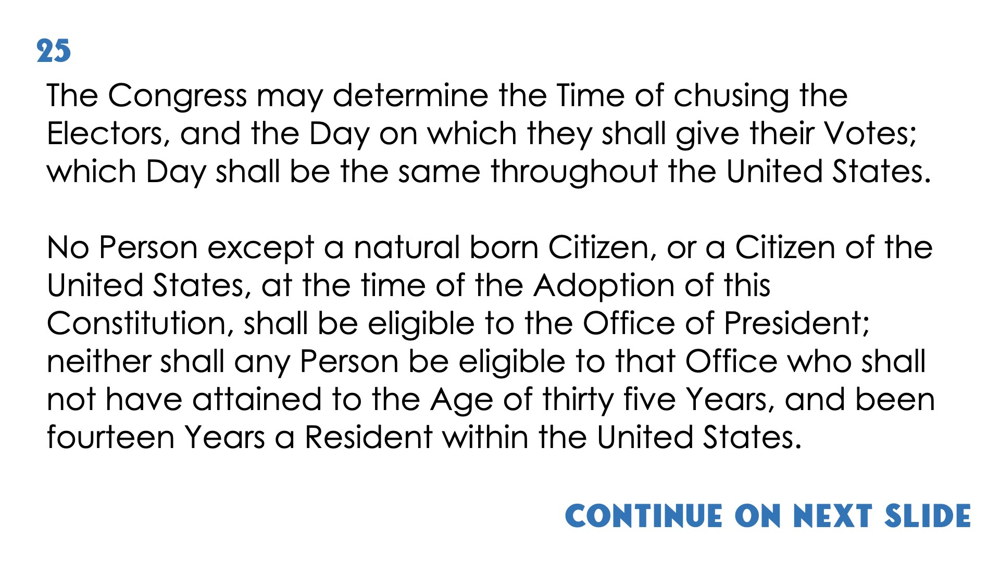 25
The Congress may determine the Time of chusing the
Electors, and the Day on which they shall give their Votes;
which Day shall be the same throughout the United States.
No Person except a natural born Citizen, or a Citizen of the
United States, at the time of the Adoption of this
Constitution, shall be eligible to the Office of President;
neither shall any Person be eligible to that Office who shall
not have attained to the Age of thirty five Years, and been
fourteen Years a Resident within the United States.
CONTINUE ON NEXT SLIDE